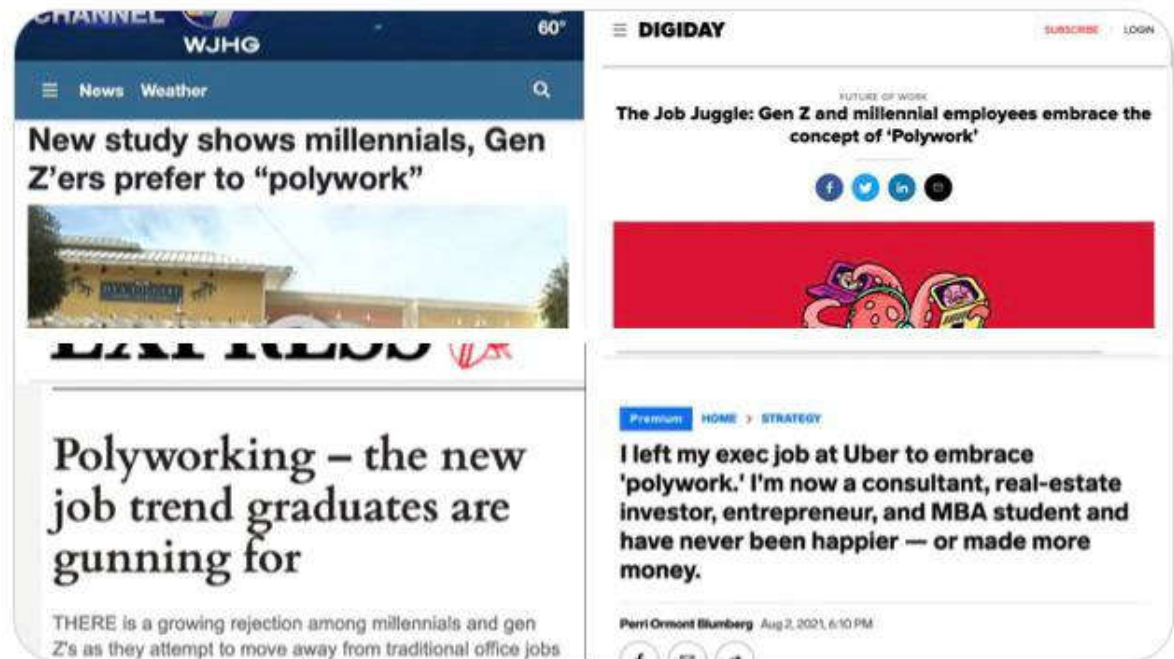 CHANNEL 7
WJHG
60°
News Weather
New study shows millennials, Gen
Z’ers prefer to “polywork”
DIGIDAY
SUBSCRIBE LOGIN
FUTURE OF WORK
The Job Juggle: Gen Z and millennial employees embrace the
concept of ‘Polywork’
EXPRESS
Polyworking – the new
job trend graduates are
gunning for
THERE is a growing rejection among millennials and gen
Z's as they attempt to move away from traditional office jobs
Premium HOME > STRATEGY
I left my exec job at Uber to embrace
'polywork.' I'm now a consultant, real-estate
investor, entrepreneur, and MBA student and
have never been happier — or made more
money.
Perri Ormont Blumberg Aug 2, 2021, 6:10 PM